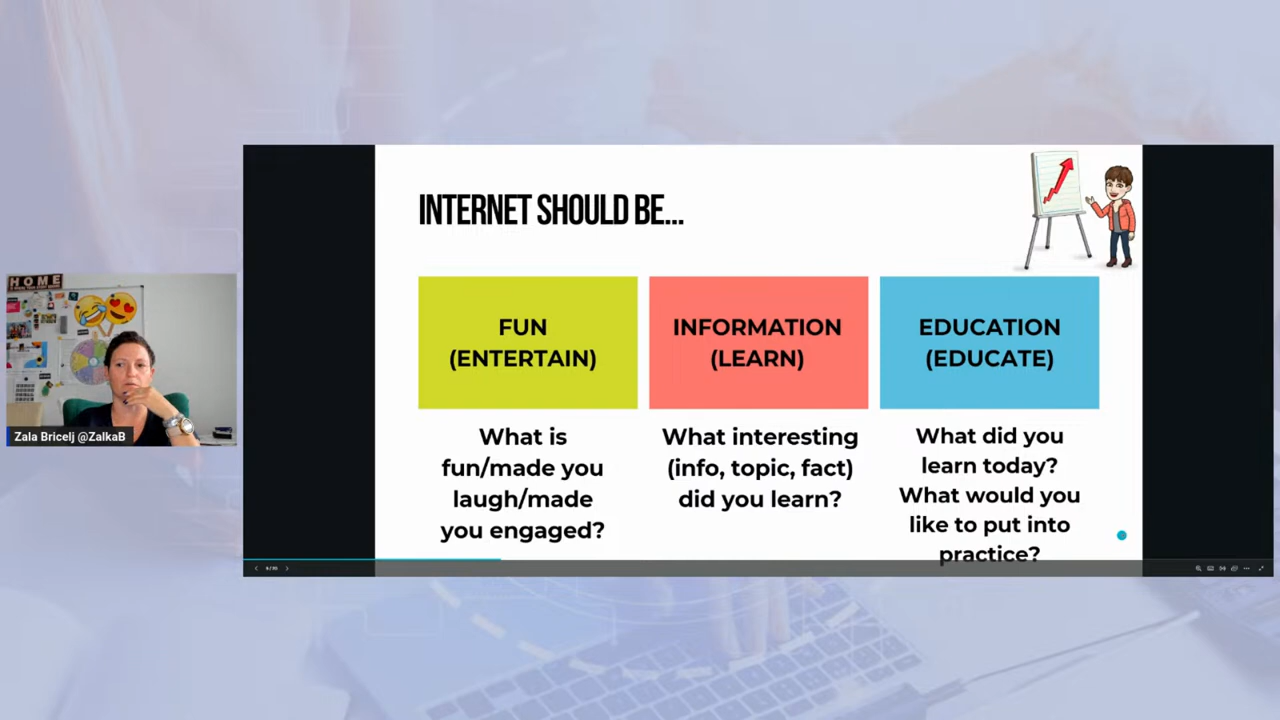 INTERNET SHOULD BE...
FUN
(ENTERTAIN)
What is
fun/made you
laugh/made
you engaged?
INFORMATION
(LEARN)
What interesting
(info, topic, fact)
did you learn?
EDUCATION
(EDUCATE)
What did you
learn today?
What would you
like to put into
practice?
HOME
Zala Bricelj @ZalkaB